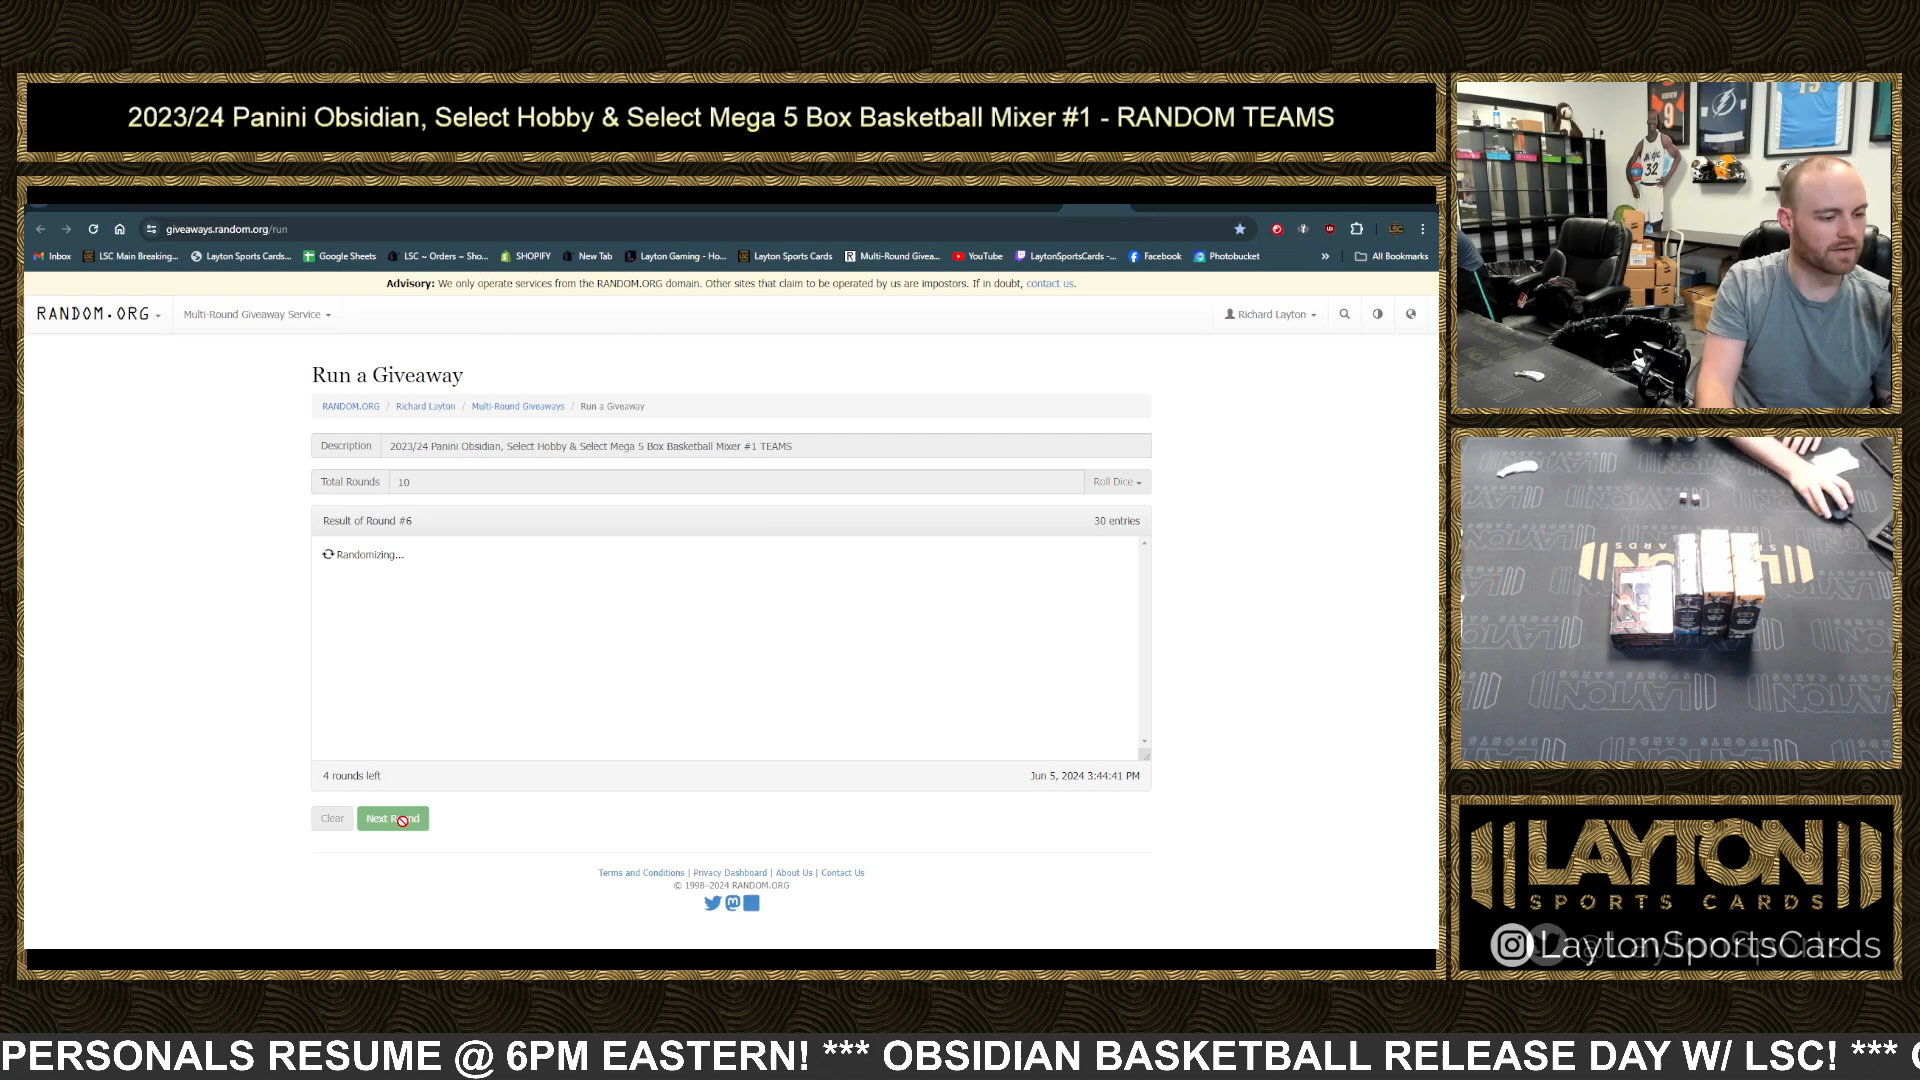 2023/24 Panini Obsidian, Select Hobby & Select Mega 5 Box Basketball Mixer #1 - RANDOM TEAMS
giveaways.random.org/run
Inbox LSC Main Breaking... Layton Sports Cards... Google Sheets LSC ~ Orders ~ Sho... SHOPIFY New Tab Layton Gaming - Ho... Layton Sports Cards Multi-Round Givea... YouTube LaytonSportsCards -... Facebook Photobucket » All Bookmarks
Advisory: We only operate services from the RANDOM.ORG domain. Other sites that claim to be operated by us are impostors. If in doubt, contact us.
RANDOM.ORG Multi-Round Giveaway Service Richard Layton
Run a Giveaway
RANDOM.ORG / Richard Layton / Multi-Round Giveaways / Run a Giveaway
Description 2023/24 Panini Obsidian, Select Hobby & Select Mega 5 Box Basketball Mixer #1 TEAMS
Total Rounds 10 Roll Dice
Result of Round #6 30 entries
Randomizing...
4 rounds left Jun 5, 2024 3:44:41 PM
Clear Next Round
Terms and Conditions | Privacy Dashboard | About Us | Contact Us
© 1998–2024 RANDOM.ORG
9
32
LAYTON
SPORTS CARDS
LaytonSportsCards
PERSONALS RESUME @ 6PM EASTERN! *** OBSIDIAN BASKETBALL RELEASE DAY W/ LSC! ***